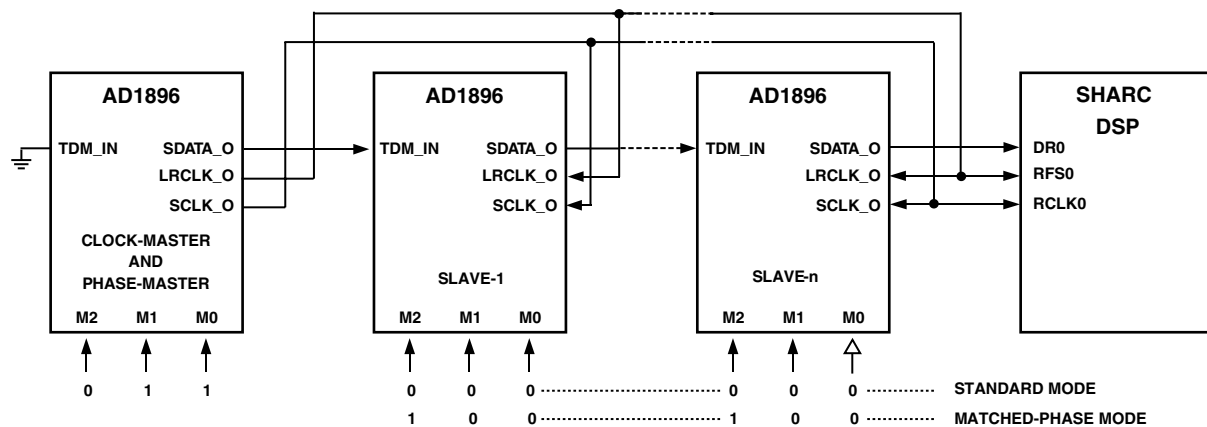 AD1896
TDM_IN
SDATA_O
LRCLK_O
SCLK_O
CLOCK-MASTER
AND
PHASE-MASTER
M2 M1 M0
AD1896
TDM_IN
SDATA_O
LRCLK_O
SCLK_O
SLAVE-1
M2 M1 M0
AD1896
TDM_IN
SDATA_O
LRCLK_O
SCLK_O
SLAVE-n
M2 M1 M0
SHARC
DSP
DR0
RFS0
RCLK0
0 1 1 0 0 0 0 0 0 STANDARD MODE
1 0 0 1 0 0 MATCHED-PHASE MODE